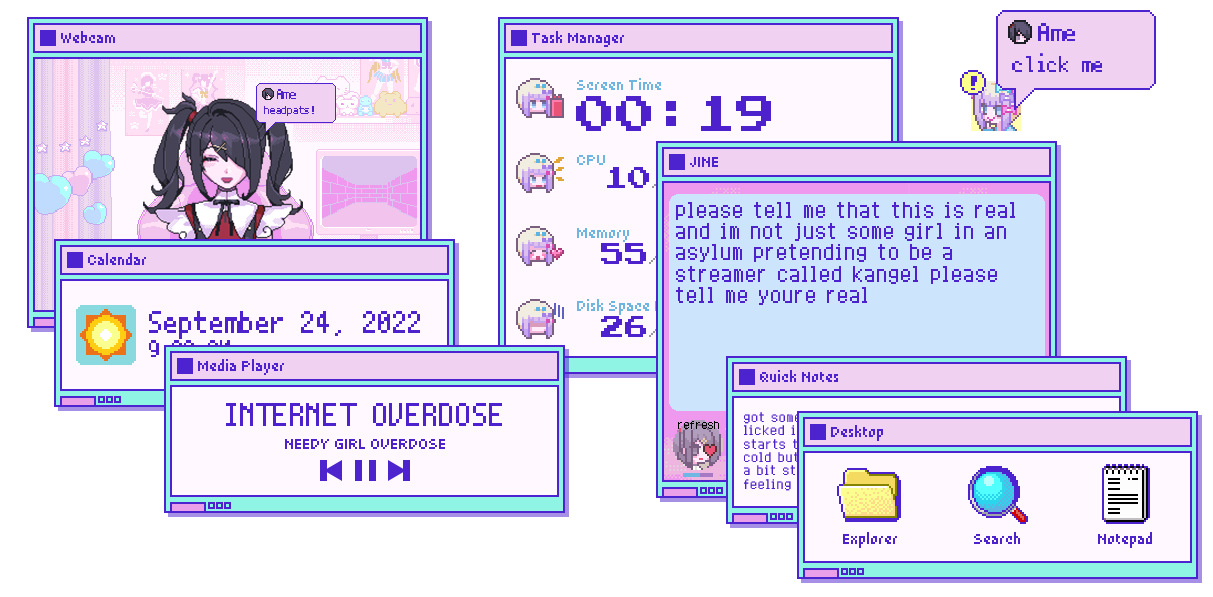 Webcam
Ame
headpats!
Task Manager
Screen Time
00:19
CPU
10
Memory
55
Disk Space
26
Ame
click me
JINE
please tell me that this is real
and im not just some girl in an
asylum pretending to be a
streamer called kangel please
tell me youre real
refresh
Calendar
September 24, 2022
Media Player
INTERNET OVERDOSE
NEEDY GIRL OVERDOSE
Quick Notes
got some
licked i
starts t
cold but
a bit st
feeling
Desktop
Explorer
Search
Notepad